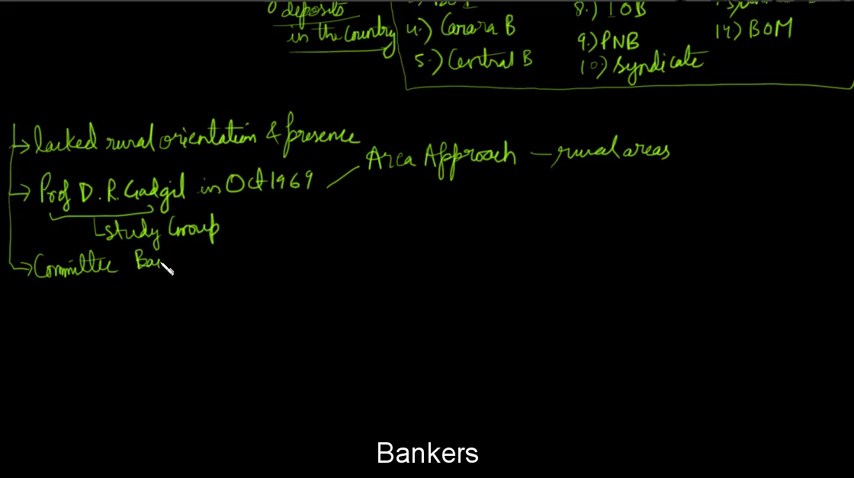 deposits
in the Country
4.) Canara B
5.) Central B
8.) IOB
9.) PNB
10.) Syndicate
14) BOM
→ lacked rural orientation & presence
→ Prof D. R. Gadgil in Oct 1969
Area Approach — rural areas
study Group
→ Committee Ba
Bankers